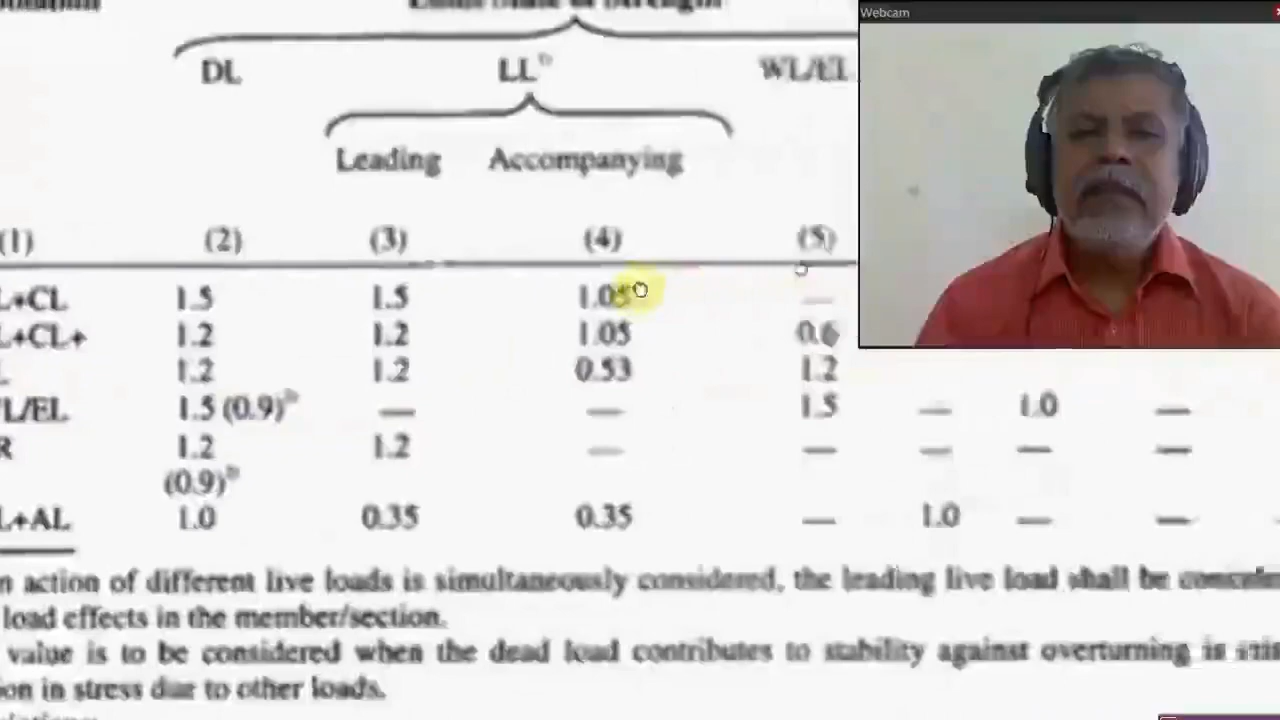 Webcam
DL LL WL/EL
Leading Accompanying
(1) (2) (3) (4) (5)
L+CL 1.5 1.5 1.05 —
L+CL+ 1.2 1.2 1.05 0.6
L 1.2 1.2 0.53 1.2
L/EL 1.5 (0.9) — — 1.5 — 1.0 —
R 1.2 1.2 — — — — —
(0.9)
L+AL 1.0 0.35 0.35 — 1.0 — —
n action of different live loads is simultaneously considered, the leading live load shall be
load effects in the member/section.
value is to be considered when the dead load contributes to stability against overturning is
on in stress due to other loads.